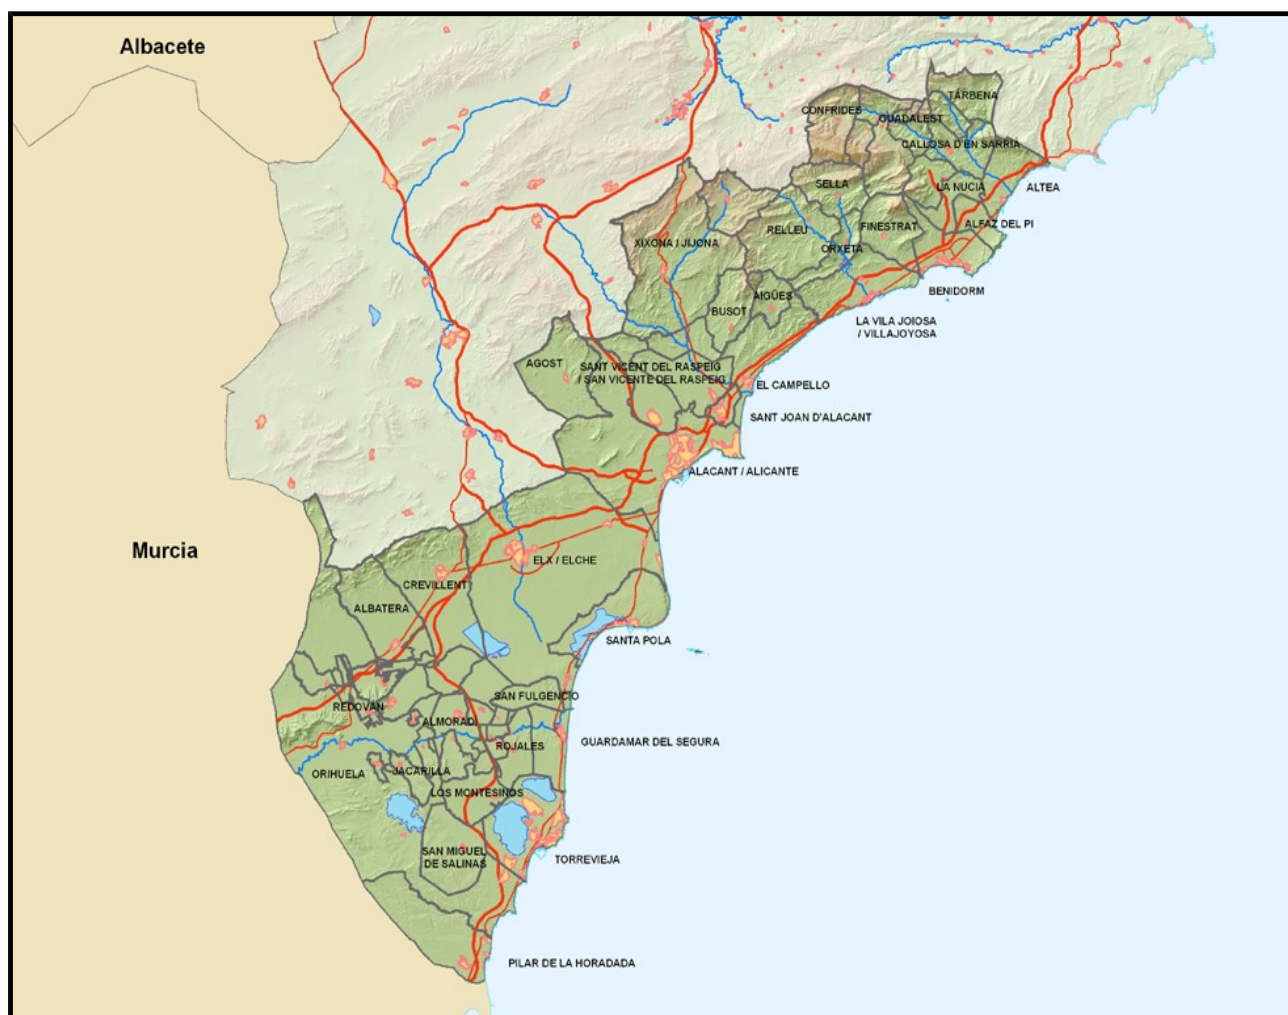 Albacete
TÀRBENA
CONFRIDES
GUADALEST
CALLOSA D'EN SARRIÀ
SELLA
LA NUCIA
ALTEA
RELLEU
FINESTRAT
ALFAZ DEL PI
XIXONA / JIJONA
ORXETA
BENIDORM
AIGÜES
BUSOT
LA VILA JOIOSA
/ VILLAJOYOSA
AGOST
SANT VICENT DEL RASPEIG
/ SAN VICENTE DEL RASPEIG
EL CAMPELLO
SANT JOAN D'ALACANT
ALACANT / ALICANTE
Murcia
ELX / ELCHE
CREVILLENT
ALBATERA
SANTA POLA
SAN FULGENCIO
REDOVÁN
ALMORADÍ
GUARDAMAR DEL SEGURA
ROJALES
ORIHUELA
JACARILLA
LOS MONTESINOS
SAN MIGUEL
DE SALINAS
TORREVIEJA
PILAR DE LA HORADADA